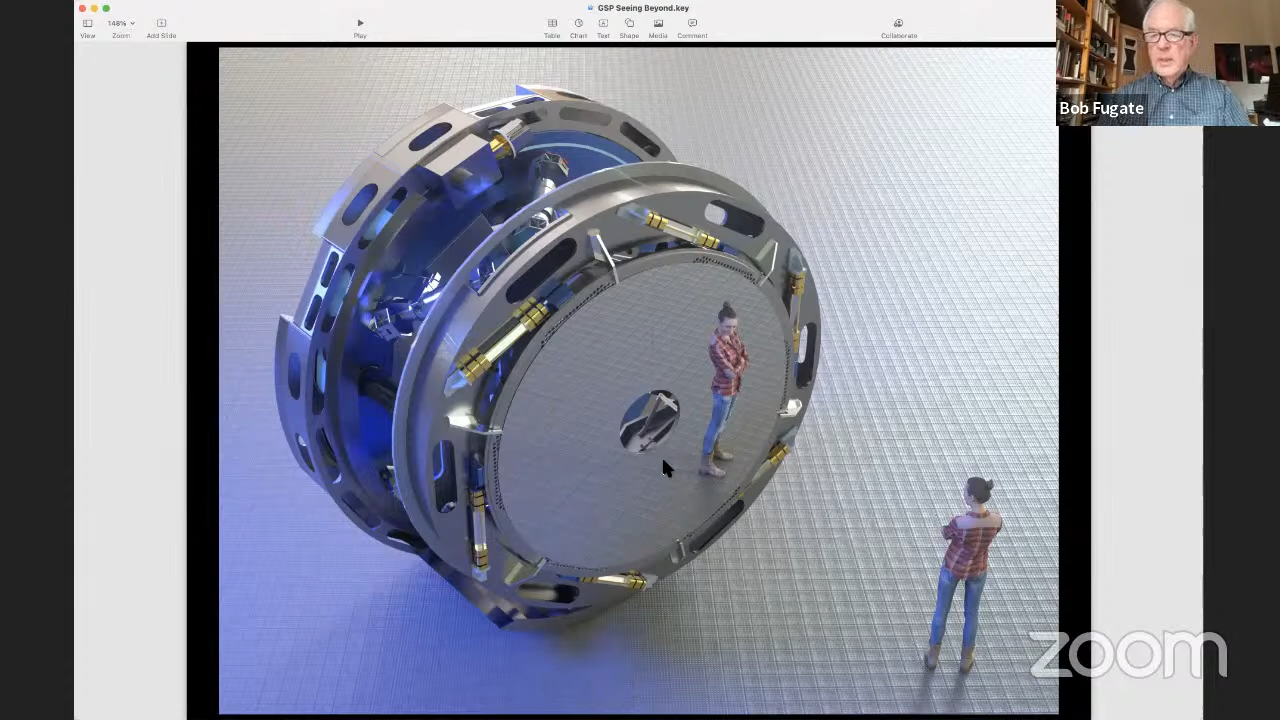 GSP Seeing Beyond.key
148%
View
Zoom
Add Slide
Play
Table
Chart
Text
Shape
Media
Comment
Collaborate
Bob Fugate
zoom